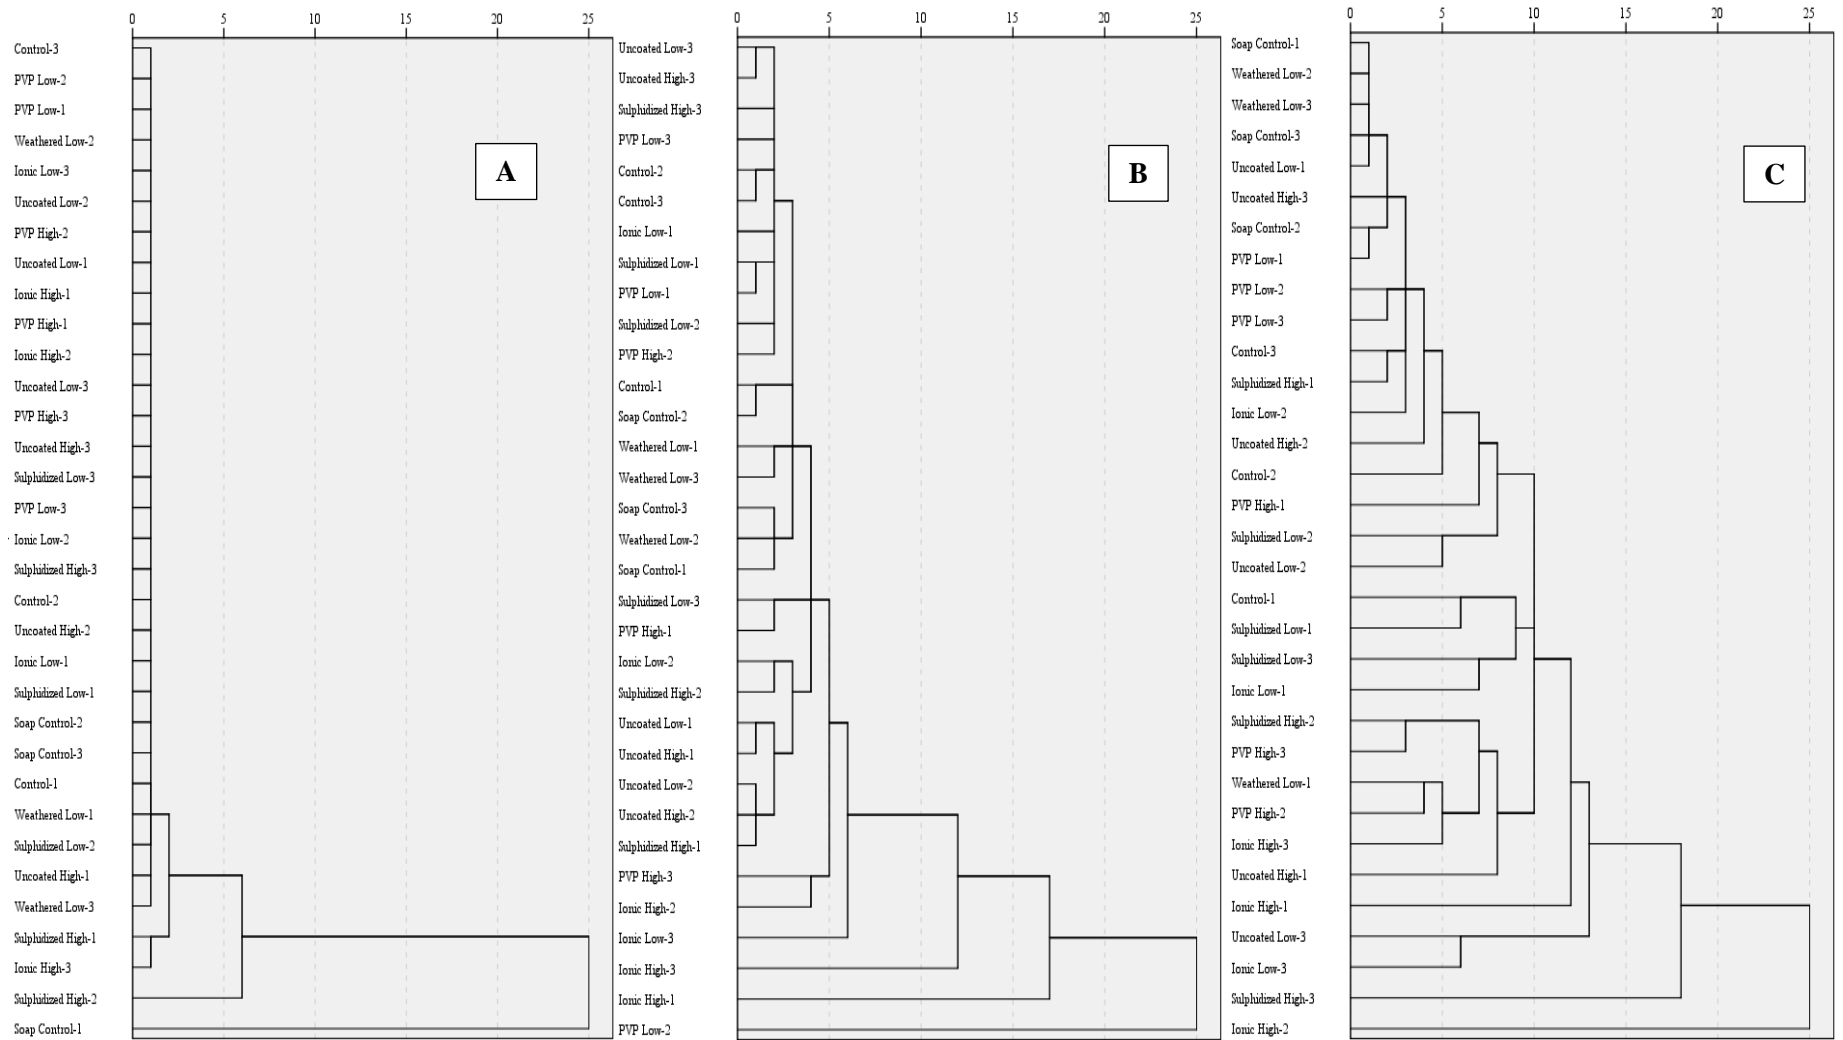 0 5 10 15 20 25
Control-3
PVP Low-2
PVP Low-1
Weathered Low-2
Ionic Low-3
Uncoated Low-2
PVP High-2
Uncoated Low-1
Ionic High-1
PVP High-1
Ionic High-2
Uncoated Low-3
PVP High-3
Uncoated High-3
Sulphidized Low-3
PVP Low-3
Ionic Low-2
Sulphidized High-3
Control-2
Uncoated High-2
Ionic Low-1
Sulphidized Low-1
Soap Control-2
Soap Control-3
Control-1
Weathered Low-1
Sulphidized Low-2
Uncoated High-1
Weathered Low-3
Sulphidized High-1
Ionic High-3
Sulphidized High-2
Soap Control-1
A
0 5 10 15 20 25
Uncoated Low-3
Uncoated High-3
Sulphidized High-3
PVP Low-3
Control-2
Control-3
Ionic Low-1
Sulphidized Low-1
PVP Low-1
Sulphidized Low-2
PVP High-2
Control-1
Soap Control-2
Weathered Low-1
Weathered Low-3
Soap Control-3
Weathered Low-2
Soap Control-1
Sulphidized Low-3
PVP High-1
Ionic Low-2
Sulphidized High-2
Uncoated Low-1
Uncoated High-1
Uncoated Low-2
Uncoated High-2
Sulphidized High-1
PVP High-3
Ionic High-2
Ionic Low-3
Ionic High-3
Ionic High-1
PVP Low-2
B
0 5 10 15 20 25
Soap Control-1
Weathered Low-2
Weathered Low-3
Soap Control-3
Uncoated Low-1
Uncoated High-3
Soap Control-2
PVP Low-1
PVP Low-2
PVP Low-3
Control-3
Sulphidized High-1
Ionic Low-2
Uncoated High-2
Control-2
PVP High-1
Sulphidized Low-2
Uncoated Low-2
Control-1
Sulphidized Low-1
Sulphidized Low-3
Ionic Low-1
Sulphidized High-2
PVP High-3
Weathered Low-1
PVP High-2
Ionic High-3
Uncoated High-1
Ionic High-1
Uncoated Low-3
Ionic Low-3
Sulphidized High-3
Ionic High-2
C